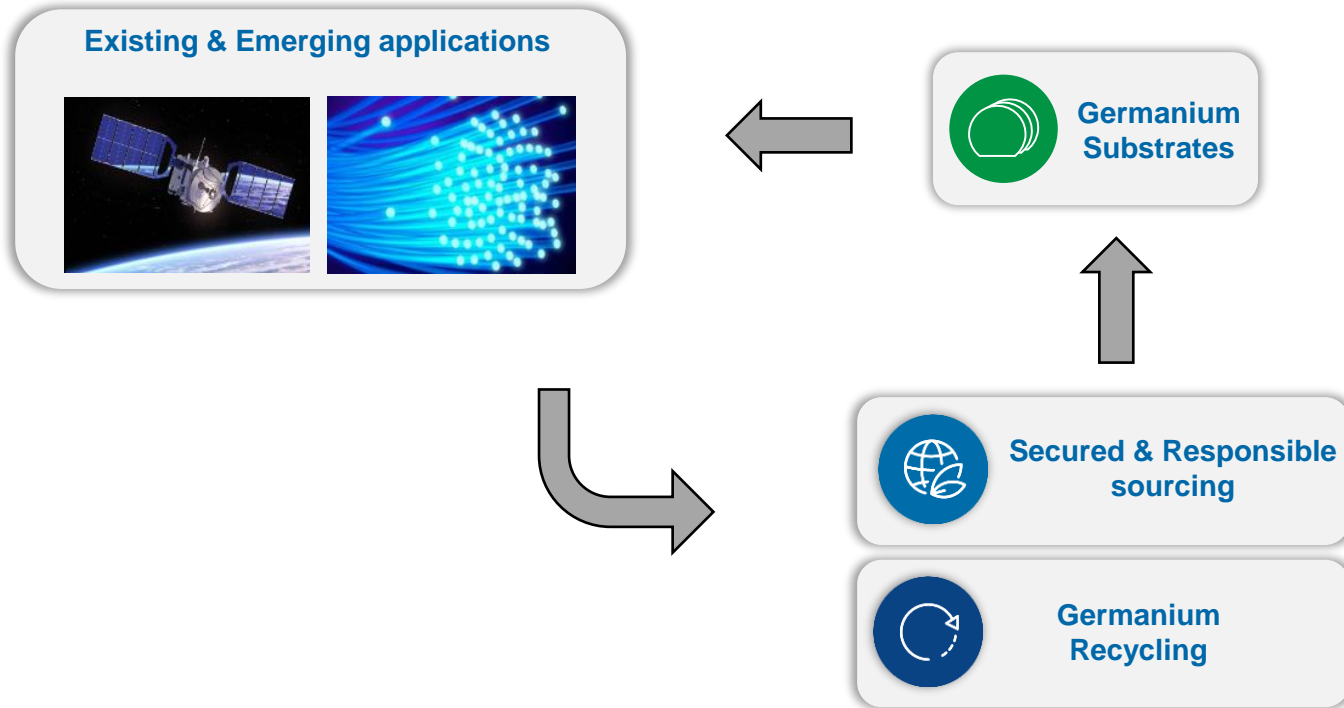 Existing & Emerging applications
Germanium
Substrates
Secured & Responsible
sourcing
Germanium
Recycling